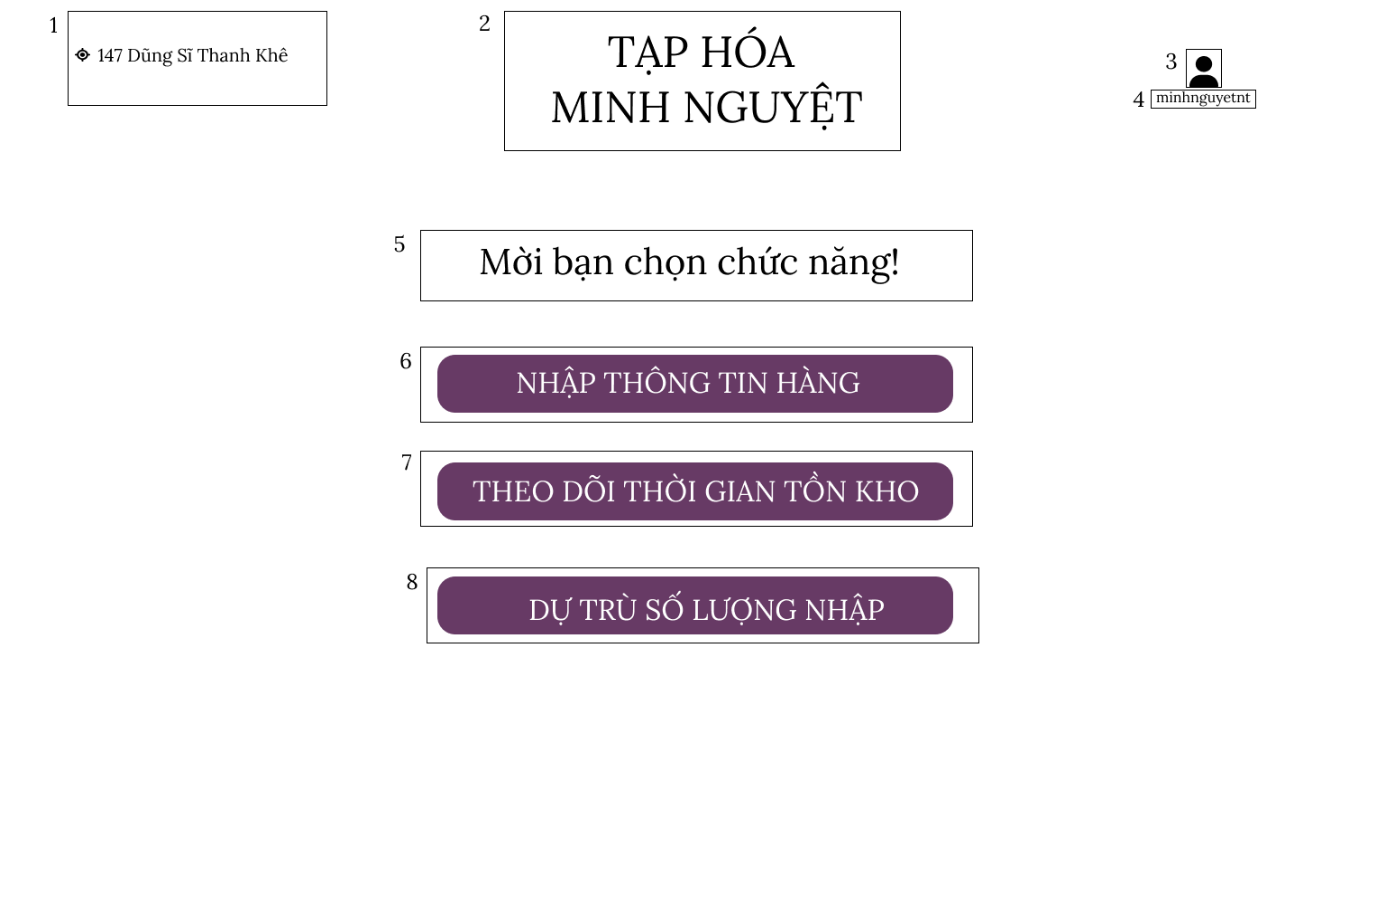 1
147 Dũng Sĩ Thanh Khê
2
TẠP HÓA
MINH NGUYỆT
3
4
minhnguyetnt
5
Mời bạn chọn chức năng!
6
NHẬP THÔNG TIN HÀNG
7
THEO DÕI THỜI GIAN TỒN KHO
8
DỰ TRÙ SỐ LƯỢNG NHẬP